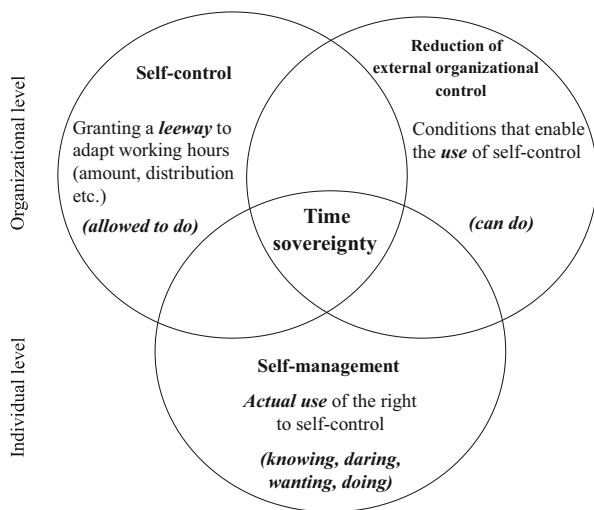 Organizational level
Self-control
Granting a leeway to
adapt working hours
(amount, distribution
etc.)
(allowed to do)
Reduction of
external organizational
control
Conditions that enable
the use of self-control
(can do)
Time
sovereignty
Individual level
Self-management
Actual use of the right
to self-control
(knowing, daring,
wanting, doing)